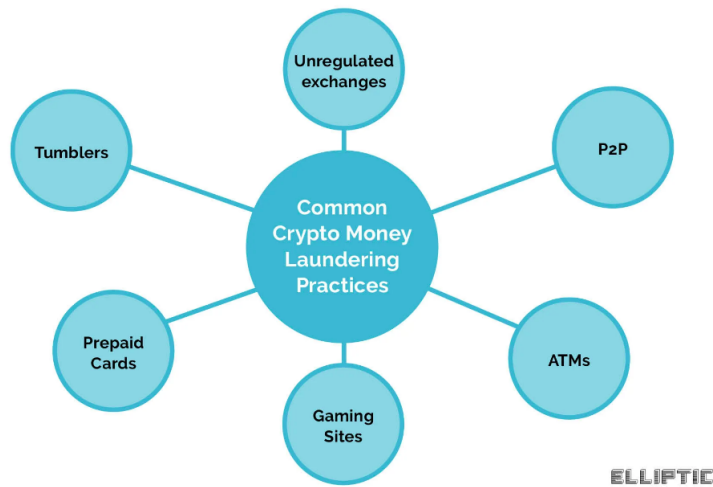 Unregulated
exchanges
Tumblers
P2P
Common
Crypto Money
Laundering
Practices
Prepaid
Cards
ATMs
Gaming
Sites
ELLIPTIC